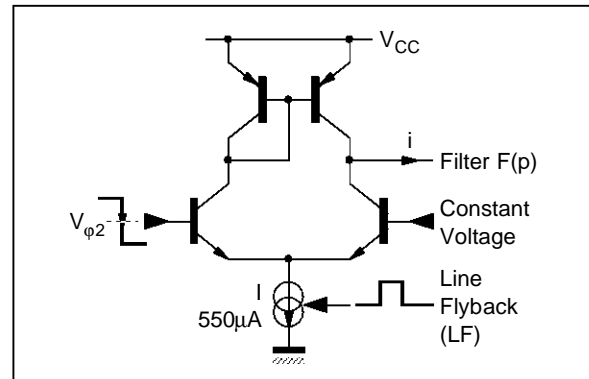 V_CC
i
Filter F(p)
V_φ2
Constant
Voltage
I
550µA
Line
Flyback
(LF)